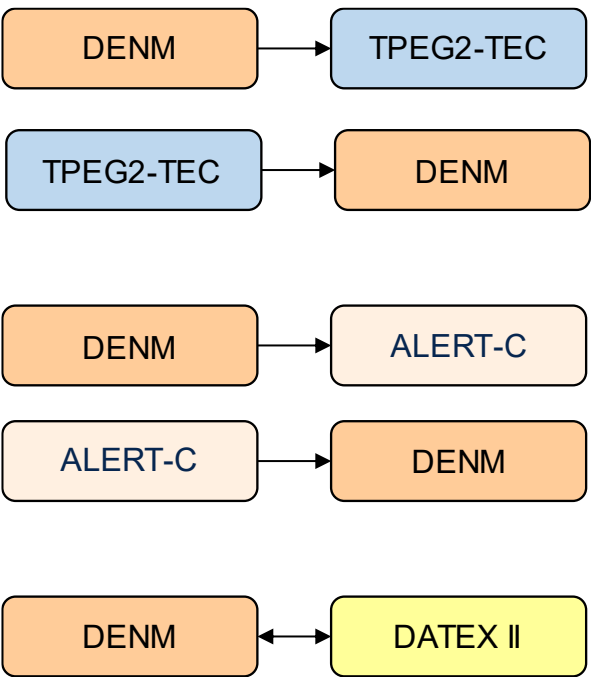 DENM
TPEG2-TEC
TPEG2-TEC
DENM
DENM
ALERT-C
ALERT-C
DENM
DENM
DATEX II